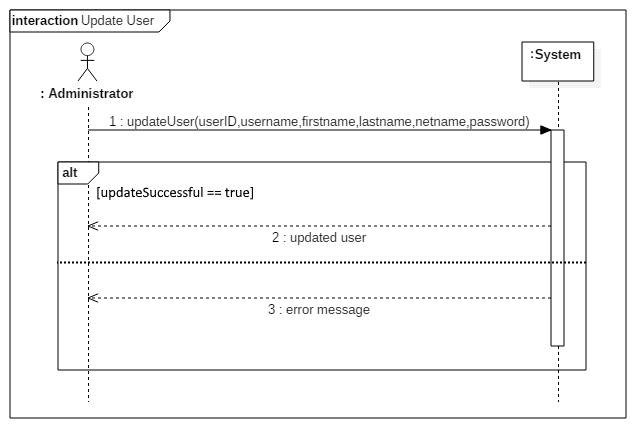 interaction Update User
: Administrator
:System
1 : updateUser(userID,username,firstname,lastname,netname,password)
alt
[updateSuccessful == true]
2 : updated user
3 : error message